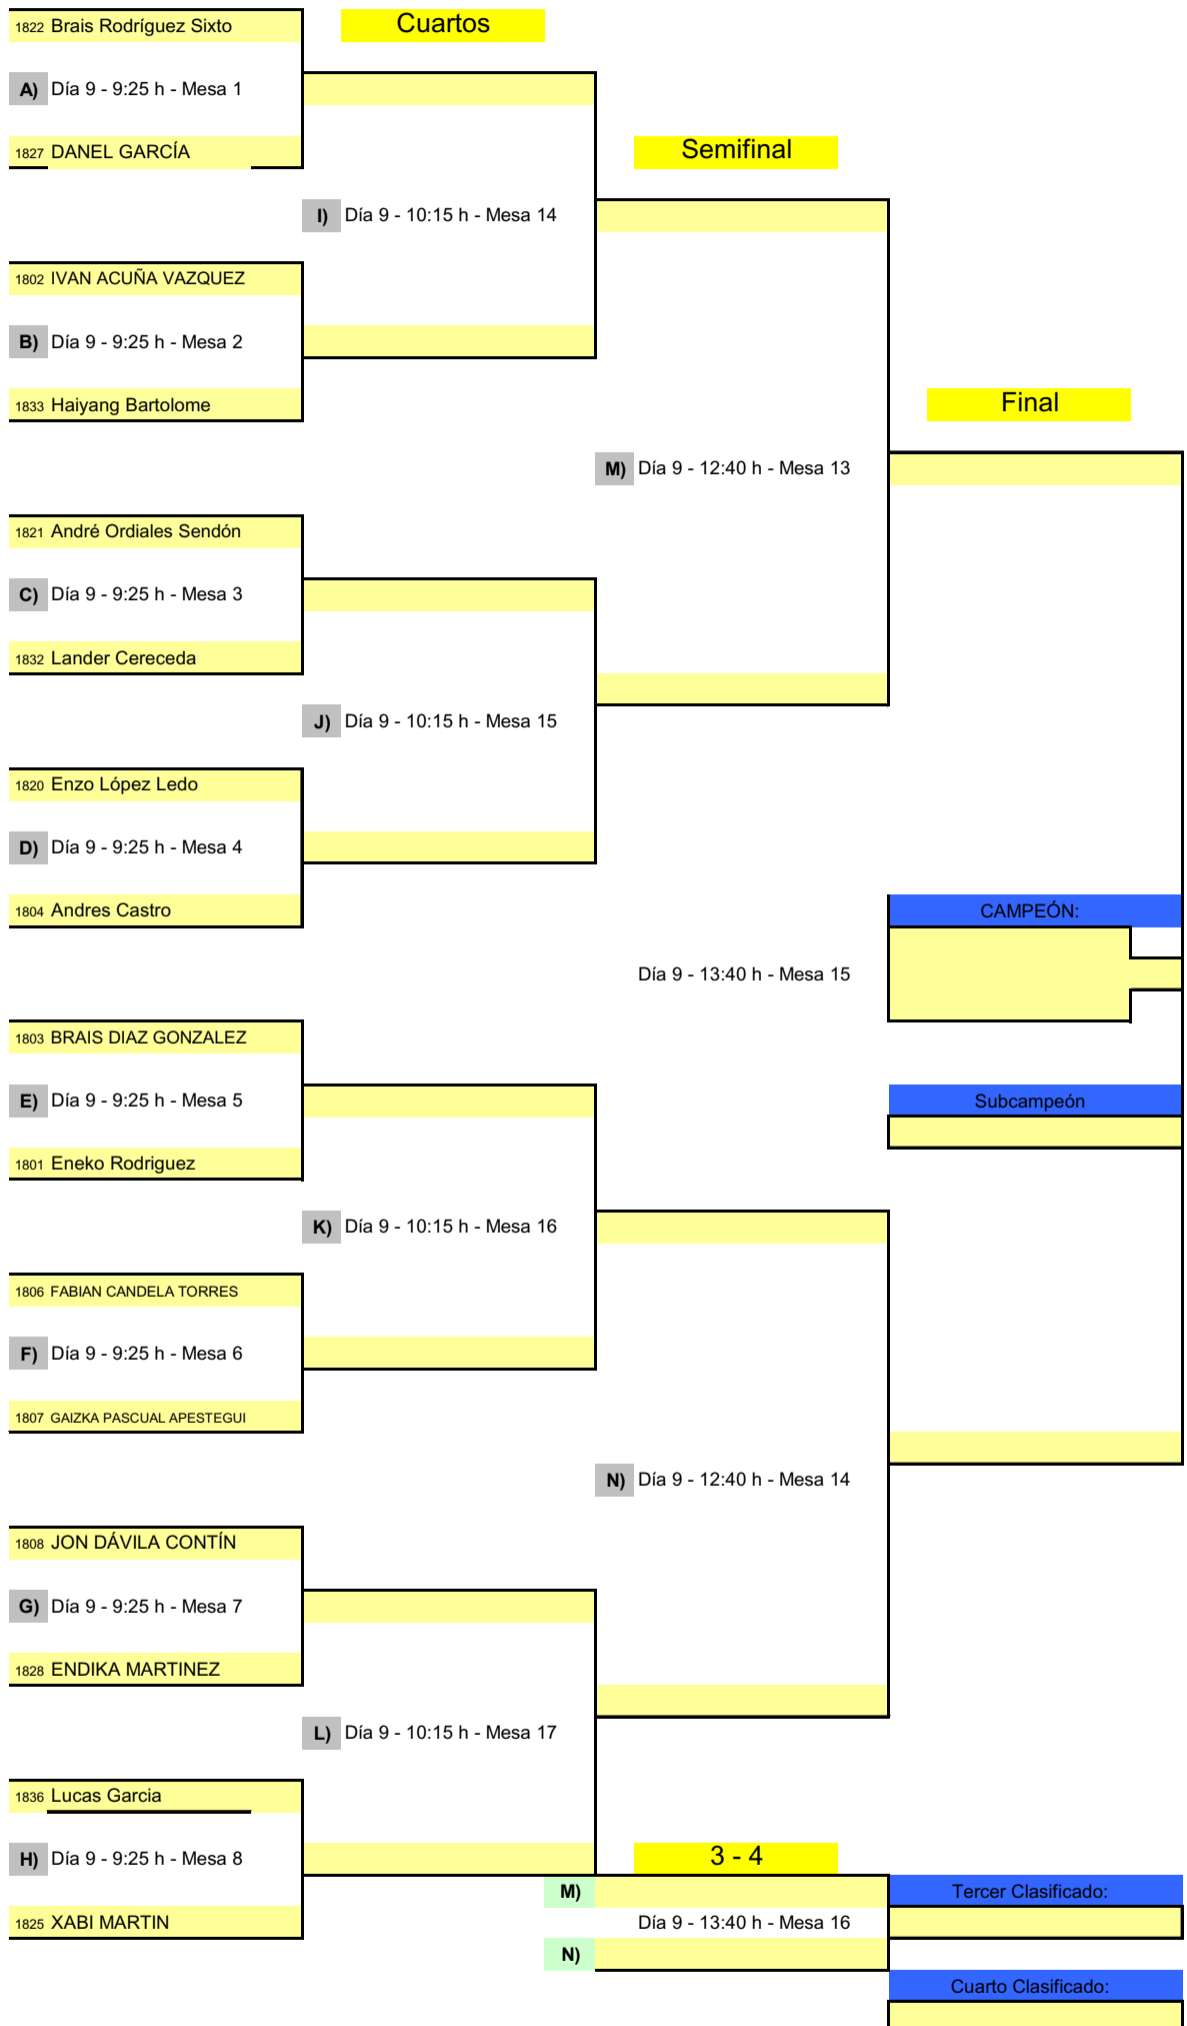 1822 Brais Rodríguez Sixto
Cuartos
A) Día 9 - 9:25 h - Mesa 1
1827 DANEL GARCÍA
Semifinal
I) Día 9 - 10:15 h - Mesa 14
1802 IVAN ACUÑA VAZQUEZ
B) Día 9 - 9:25 h - Mesa 2
1833 Haiyang Bartolome
Final
M) Día 9 - 12:40 h - Mesa 13
1821 André Ordiales Sendón
C) Día 9 - 9:25 h - Mesa 3
1832 Lander Cereceda
J) Día 9 - 10:15 h - Mesa 15
1820 Enzo López Ledo
D) Día 9 - 9:25 h - Mesa 4
1804 Andres Castro
CAMPEÓN:
Día 9 - 13:40 h - Mesa 15
1803 BRAIS DIAZ GONZALEZ
E) Día 9 - 9:25 h - Mesa 5
Subcampeón
1801 Eneko Rodriguez
K) Día 9 - 10:15 h - Mesa 16
1806 FABIAN CANDELA TORRES
F) Día 9 - 9:25 h - Mesa 6
1807 GAIZKA PASCUAL APESTEGUI
N) Día 9 - 12:40 h - Mesa 14
1808 JON DÁVILA CONTÍN
G) Día 9 - 9:25 h - Mesa 7
1828 ENDIKA MARTINEZ
L) Día 9 - 10:15 h - Mesa 17
1836 Lucas Garcia
H) Día 9 - 9:25 h - Mesa 8
3 - 4
M)
Tercer Clasificado:
1825 XABI MARTIN
Día 9 - 13:40 h - Mesa 16
N)
Cuarto Clasificado: